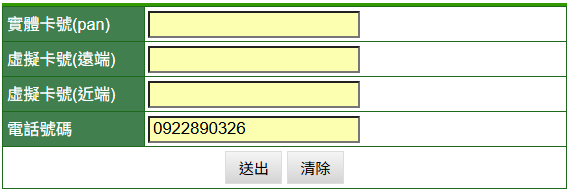 實體卡號(pan)
虛擬卡號(遠端)
虛擬卡號(近端)
電話號碼 0922890326
送出 清除